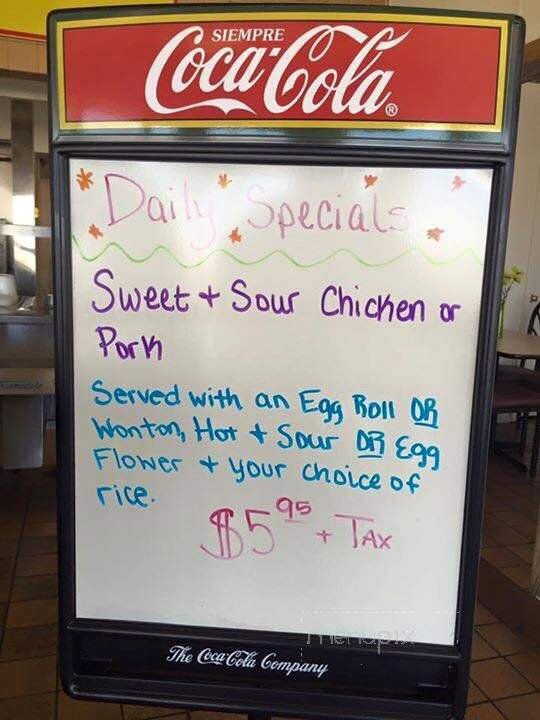 SIEMPRE
Coca-Cola®
Daily Specials
Sweet + Sour Chicken or
Pork
Served with an Egg Roll OR
Wonton, Hot + Sour OR Egg
Flower + your choice of
rice.
$5.95 + TAX
menupix
The Coca-Cola Company